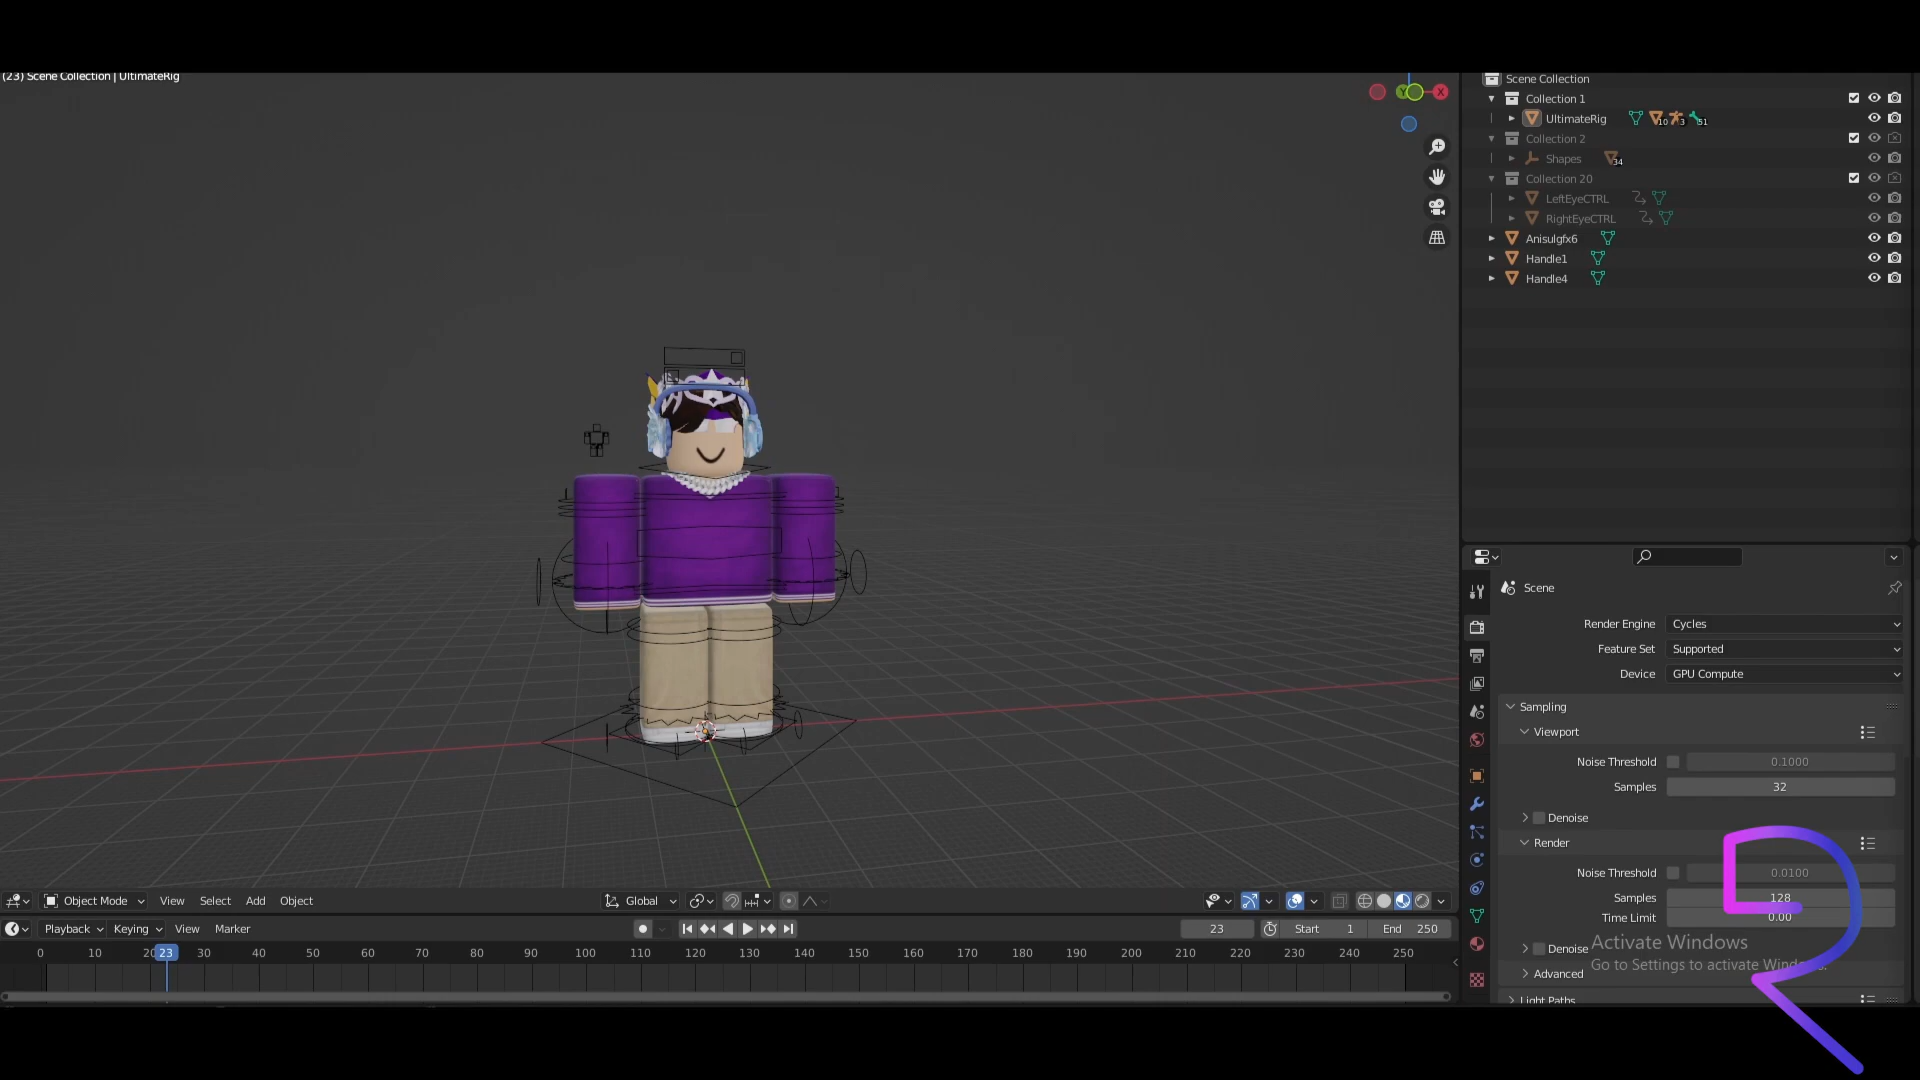 (23) Scene Collection | UltimateRig
Y
X
Scene Collection
Collection 1
UltimateRig 10 3 51
Collection 2
Shapes 34
Collection 20
LeftEyeCTRL
RightEyeCTRL
Anisulgfx6
Handle1
Handle4
Scene
Render Engine Cycles
Feature Set Supported
Device GPU Compute
Sampling
Viewport
Noise Threshold 0.1000
Samples 32
Denoise
Render
Noise Threshold 0.0100
Samples 128
Time Limit 0.00
Denoise
Advanced
Light Paths
Activate Windows
Go to Settings to activate Windows.
Object Mode View Select Add Object Global
Playback Keying View Marker 23 Start 1 End 250
0 10 20 23 30 40 50 60 70 80 90 100 110 120 130 140 150 160 170 180 190 200 210 220 230 240 250